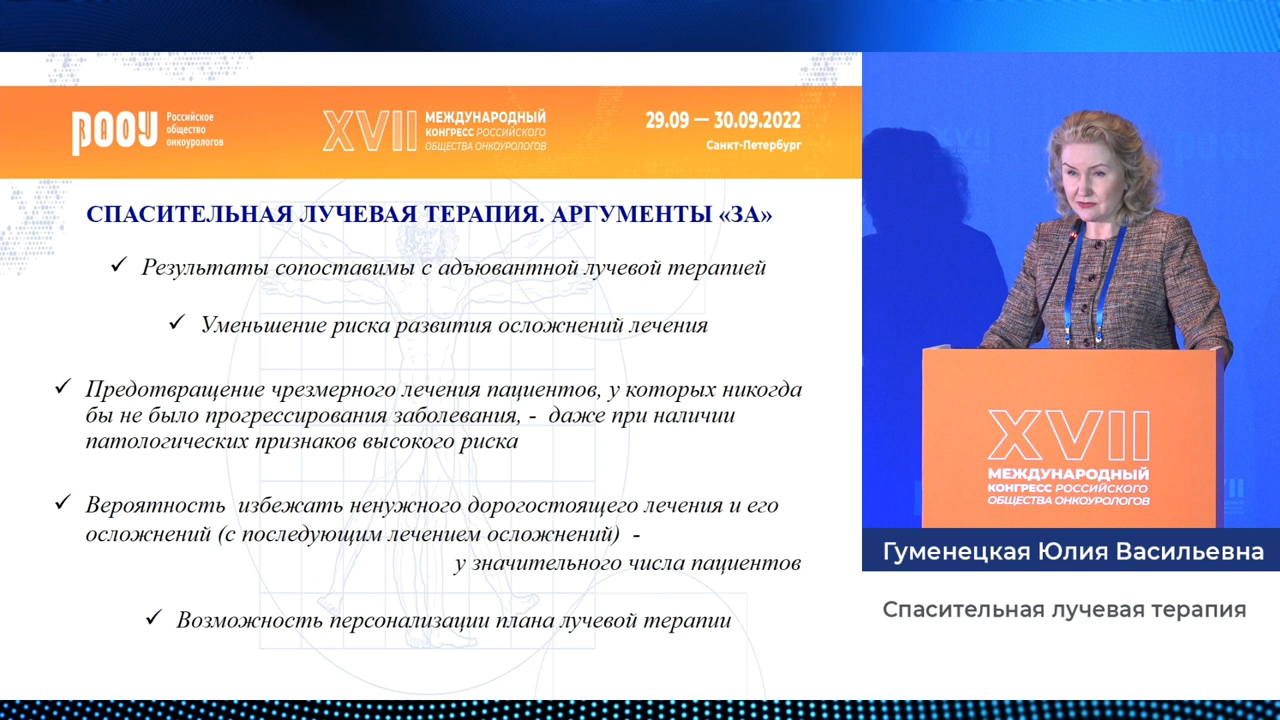 РООУ
Российское
общество
онкоурологов
XVII
МЕЖДУНАРОДНЫЙ
КОНГРЕСС РОССИЙСКОГО
ОБЩЕСТВА ОНКОУРОЛОГОВ
29.09 — 30.09.2022
Санкт-Петербург
СПАСИТЕЛЬНАЯ ЛУЧЕВАЯ ТЕРАПИЯ. АРГУМЕНТЫ «ЗА»
✓ Результаты сопоставимы с адъювантной лучевой терапией
✓ Уменьшение риска развития осложнений лечения
✓ Предотвращение чрезмерного лечения пациентов, у которых никогда
бы не было прогрессирования заболевания, - даже при наличии
патологических признаков высокого риска
✓ Вероятность избежать ненужного дорогостоящего лечения и его
осложнений (с последующим лечением осложнений) -
у значительного числа пациентов
✓ Возможность персонализации плана лучевой терапии
XVII
МЕЖДУНАРОДНЫЙ
КОНГРЕСС РОССИЙСКОГО
ОБЩЕСТВА ОНКОУРОЛОГОВ
Гуменецкая Юлия Васильевна
Спасительная лучевая терапия